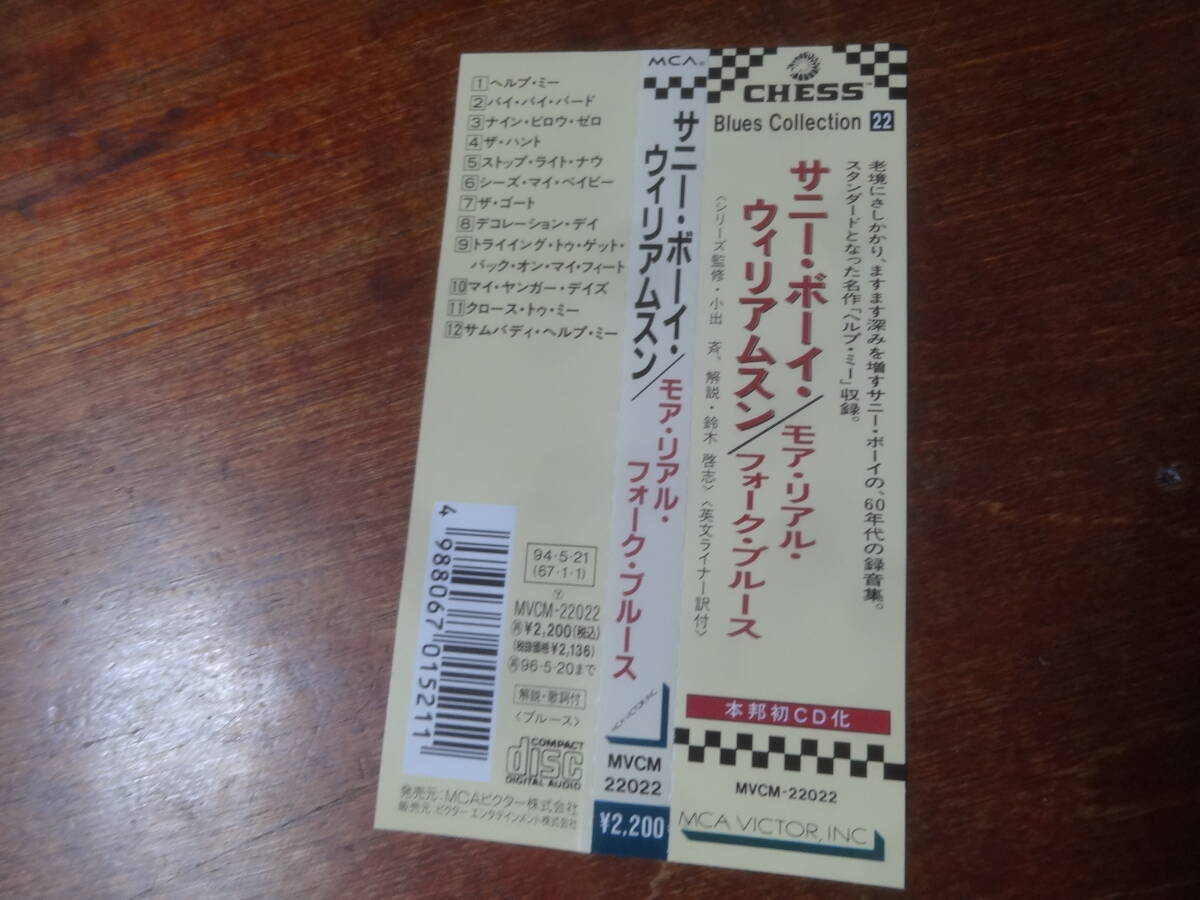 1 ヘルプ・ミー
2 バイ・バイ・バード
3 ナイン・ビロウ・ゼロ
4 ザ・ハント
5 ストップ・ライト・ナウ
6 シーズ・マイ・ベイビー
7 ザ・ゴート
8 デコレーション・デイ
9 トライイング・トゥ・ゲット・
バック・オン・マイ・フィート
10 マイ・ヤンガー・デイズ
11 クロース・トゥ・ミー
12 サムバディ・ヘルプ・ミー
4 988067 015211
94・5・21
(67・1・1)
Ⓨ
MVCM-22022
㊢¥2,200(税込)
(税抜価格¥2,136)
㊢96・5・20まで
解説・歌詞付
〈ブルース〉
COMPACT
disc
DIGITAL AUDIO
発売元:MCAビクター株式会社
販売元 ビクター エンタテインメント株式会社
MCA®
サニー・ボーイ・
ウィリアムスン/
モア・リアル・
フォーク・ブルース
MCA VICTOR, INC
MVCM
22022
¥2,200
CHESS™
Blues Collection 22
老境にさしかかり、ますます深みを増すサニー・ボーイの、60年代の録音集。
スタンダードとなった名作「ヘルプ・ミー」収録。
サニー・ボーイ・
ウィリアムスン/
モア・リアル・
フォーク・ブルース
〈シリーズ監修・小出 斉、解説・鈴木 啓志〉〈英文ライナー訳付〉
本邦初CD化
MVCM-22022
MCA VICTOR, INC